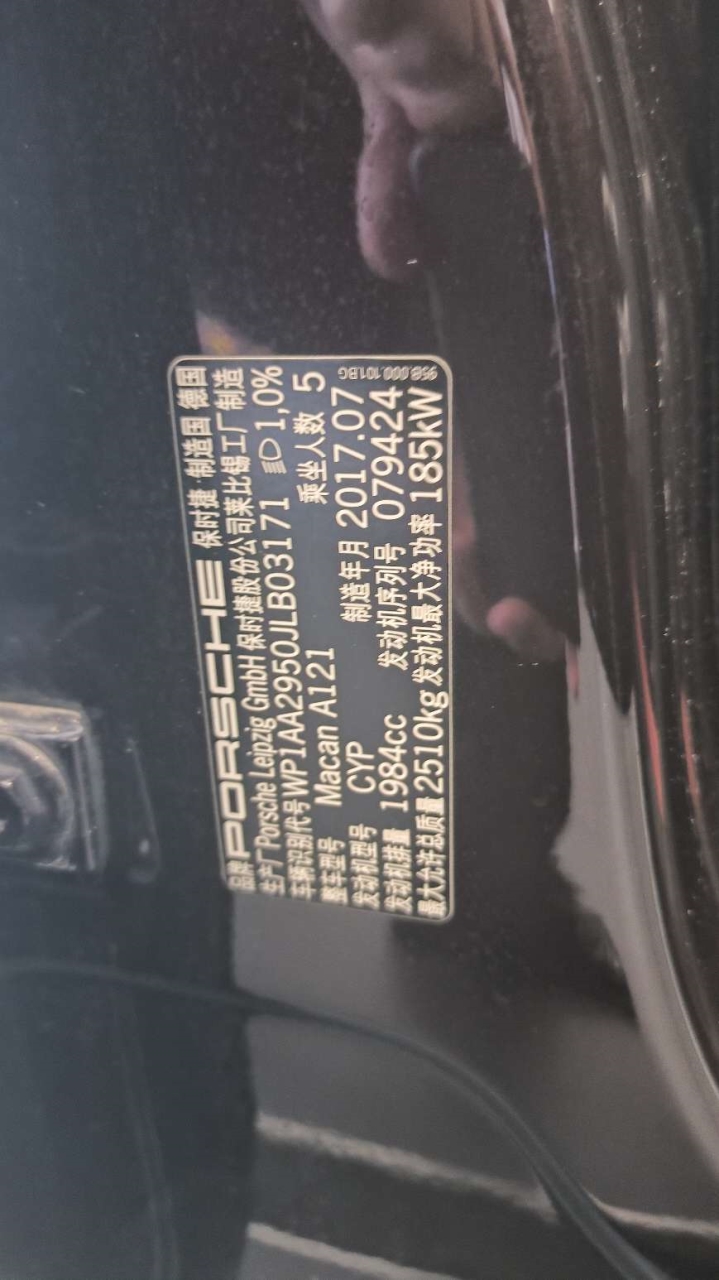 品牌 PORSCHE 保时捷 制造国 德国
生产厂 Porsche Leipzig GmbH 保时捷股份公司莱比锡工厂制造
车辆识别代号 WP1AA2950JLB03171 1,0%
整车型号 Macan A121 乘坐人数 5
发动机型号 CYP 制造年月 2017.07
发动机排量 1984cc 发动机序列号 079424
最大允许总质量 2510kg 发动机最大净功率 185kW
95B.000.101.BG